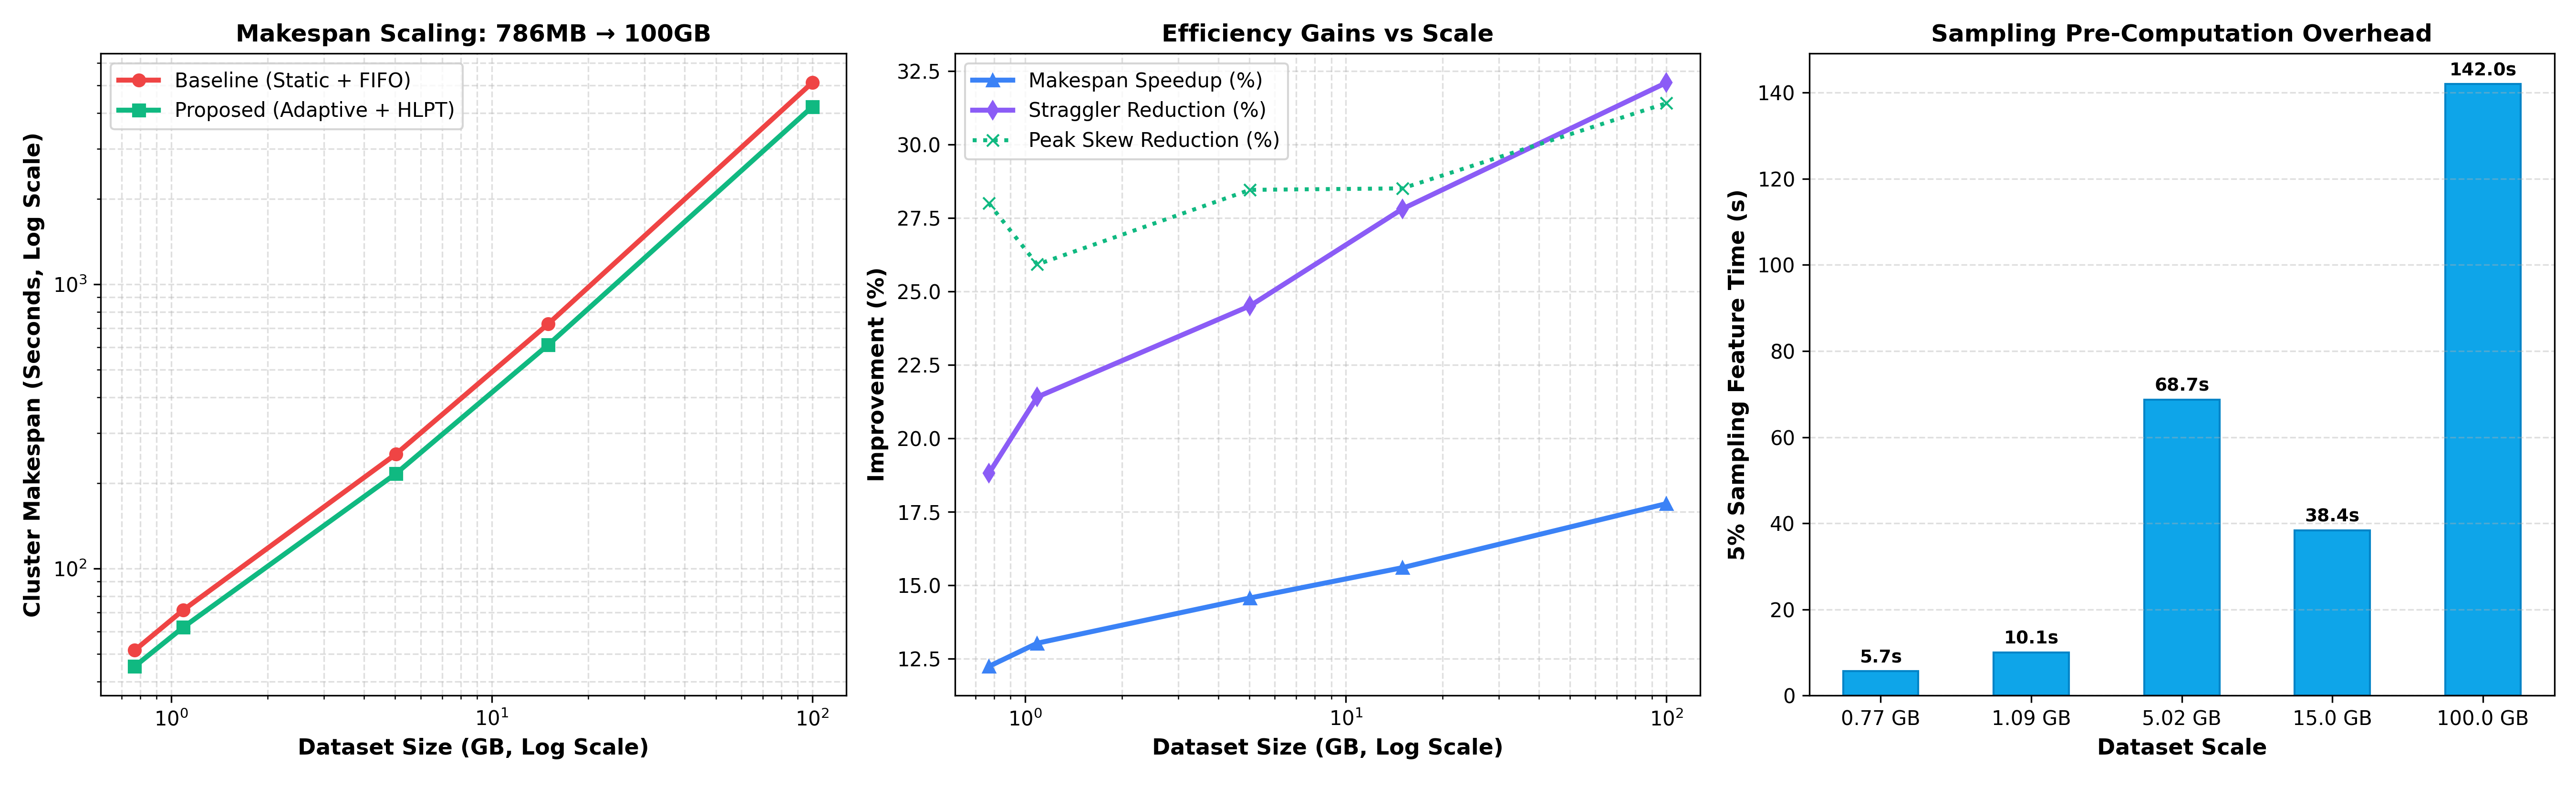 Makespan Scaling: 786MB → 100GB
Baseline (Static + FIFO)
Proposed (Adaptive + HLPT)
Cluster Makespan (Seconds, Log Scale)
10³
10²
10⁰
10¹
10²
Dataset Size (GB, Log Scale)
Efficiency Gains vs Scale
Makespan Speedup (%)
Straggler Reduction (%)
Peak Skew Reduction (%)
Improvement (%)
32.5
30.0
27.5
25.0
22.5
20.0
17.5
15.0
12.5
10⁰
10¹
10²
Dataset Size (GB, Log Scale)
Sampling Pre-Computation Overhead
5% Sampling Feature Time (s)
140
120
100
80
60
40
20
0
5.7s
10.1s
68.7s
38.4s
142.0s
0.77 GB
1.09 GB
5.02 GB
15.0 GB
100.0 GB
Dataset Scale